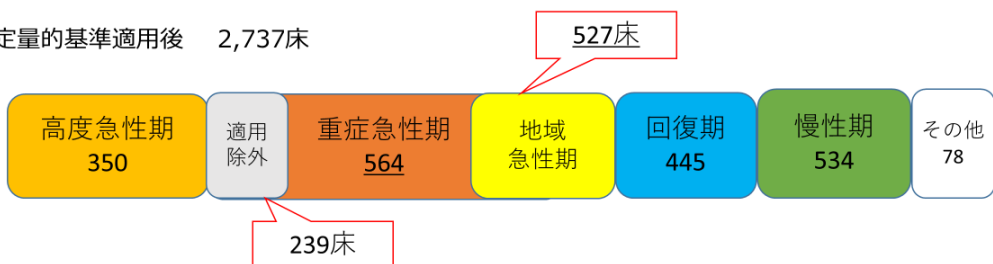 定量的基準適用後 2,737床
527床
高度急性期
350
適用
除外
重症急性期
564
地域
急性期
回復期
445
慢性期
534
その他
78
239床